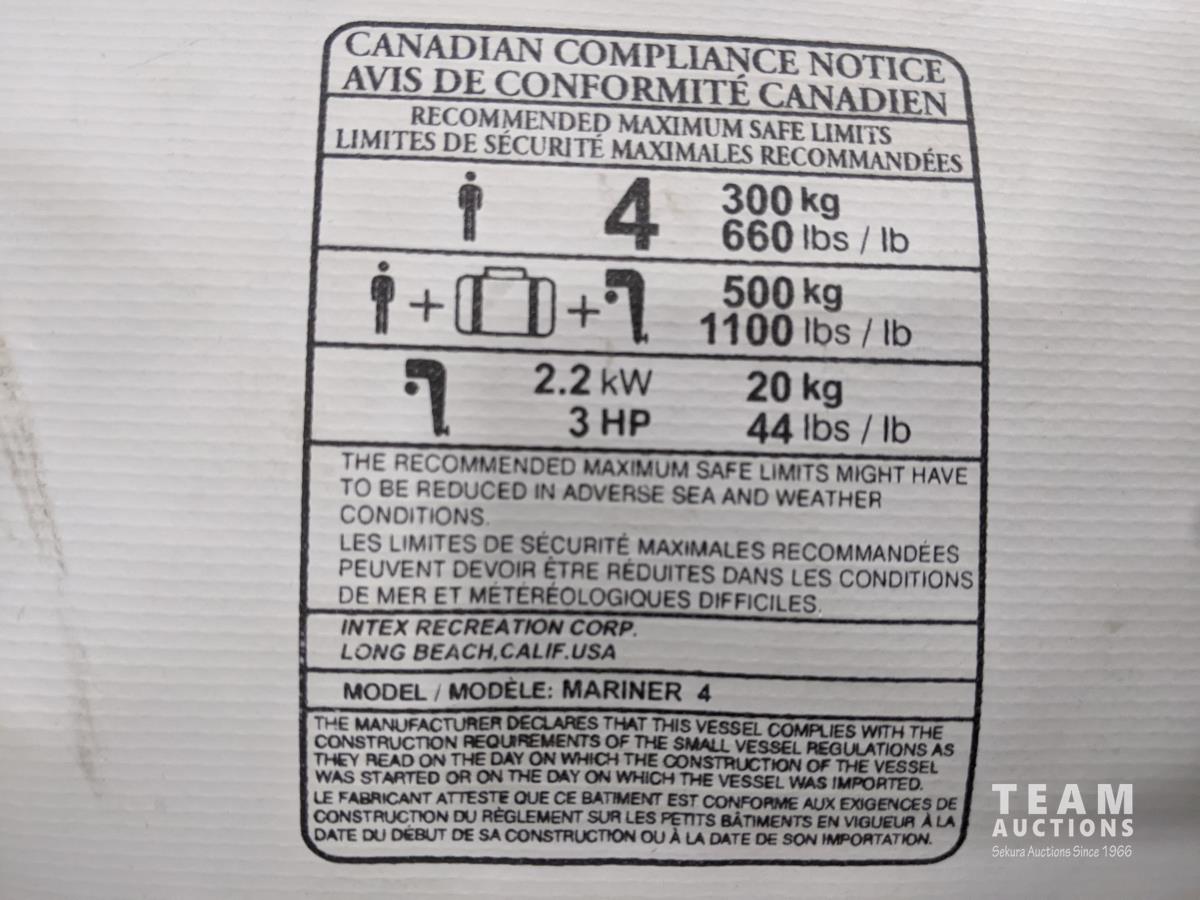 CANADIAN COMPLIANCE NOTICE
AVIS DE CONFORMITÉ CANADIEN
RECOMMENDED MAXIMUM SAFE LIMITS
LIMITES DE SÉCURITÉ MAXIMALES RECOMMANDÉES
4 300 kg
660 lbs / lb
+ + 500 kg
1100 lbs / lb
2.2 kW 20 kg
3 HP 44 lbs / lb
THE RECOMMENDED MAXIMUM SAFE LIMITS MIGHT HAVE
TO BE REDUCED IN ADVERSE SEA AND WEATHER
CONDITIONS.
LES LIMITES DE SÉCURITÉ MAXIMALES RECOMMANDÉES
PEUVENT DEVOIR ÊTRE RÉDUITES DANS LES CONDITIONS
DE MER ET MÉTÉRÉOLOGIQUES DIFFICILES.
INTEX RECREATION CORP.
LONG BEACH,CALIF.USA
MODEL / MODÈLE: MARINER 4
THE MANUFACTURER DECLARES THAT THIS VESSEL COMPLIES WITH THE
CONSTRUCTION REQUIREMENTS OF THE SMALL VESSEL REGULATIONS AS
THEY READ ON THE DAY ON WHICH THE CONSTRUCTION OF THE VESSEL
WAS STARTED OR ON THE DAY ON WHICH THE VESSEL WAS IMPORTED.
LE FABRICANT ATTESTE QUE CE BATIMENT EST CONFORME AUX EXIGENCES DE
CONSTRUCTION DU RÉGLEMENT SUR LES PETITS BÂTIMENTS EN VIGUEUR À LA
DATE DU DÉBUT DE SA CONSTRUCTION OU À LA DATE DE SON IMPORTATION.
TEAM
AUCTIONS
Sekura Auctions Since 1966